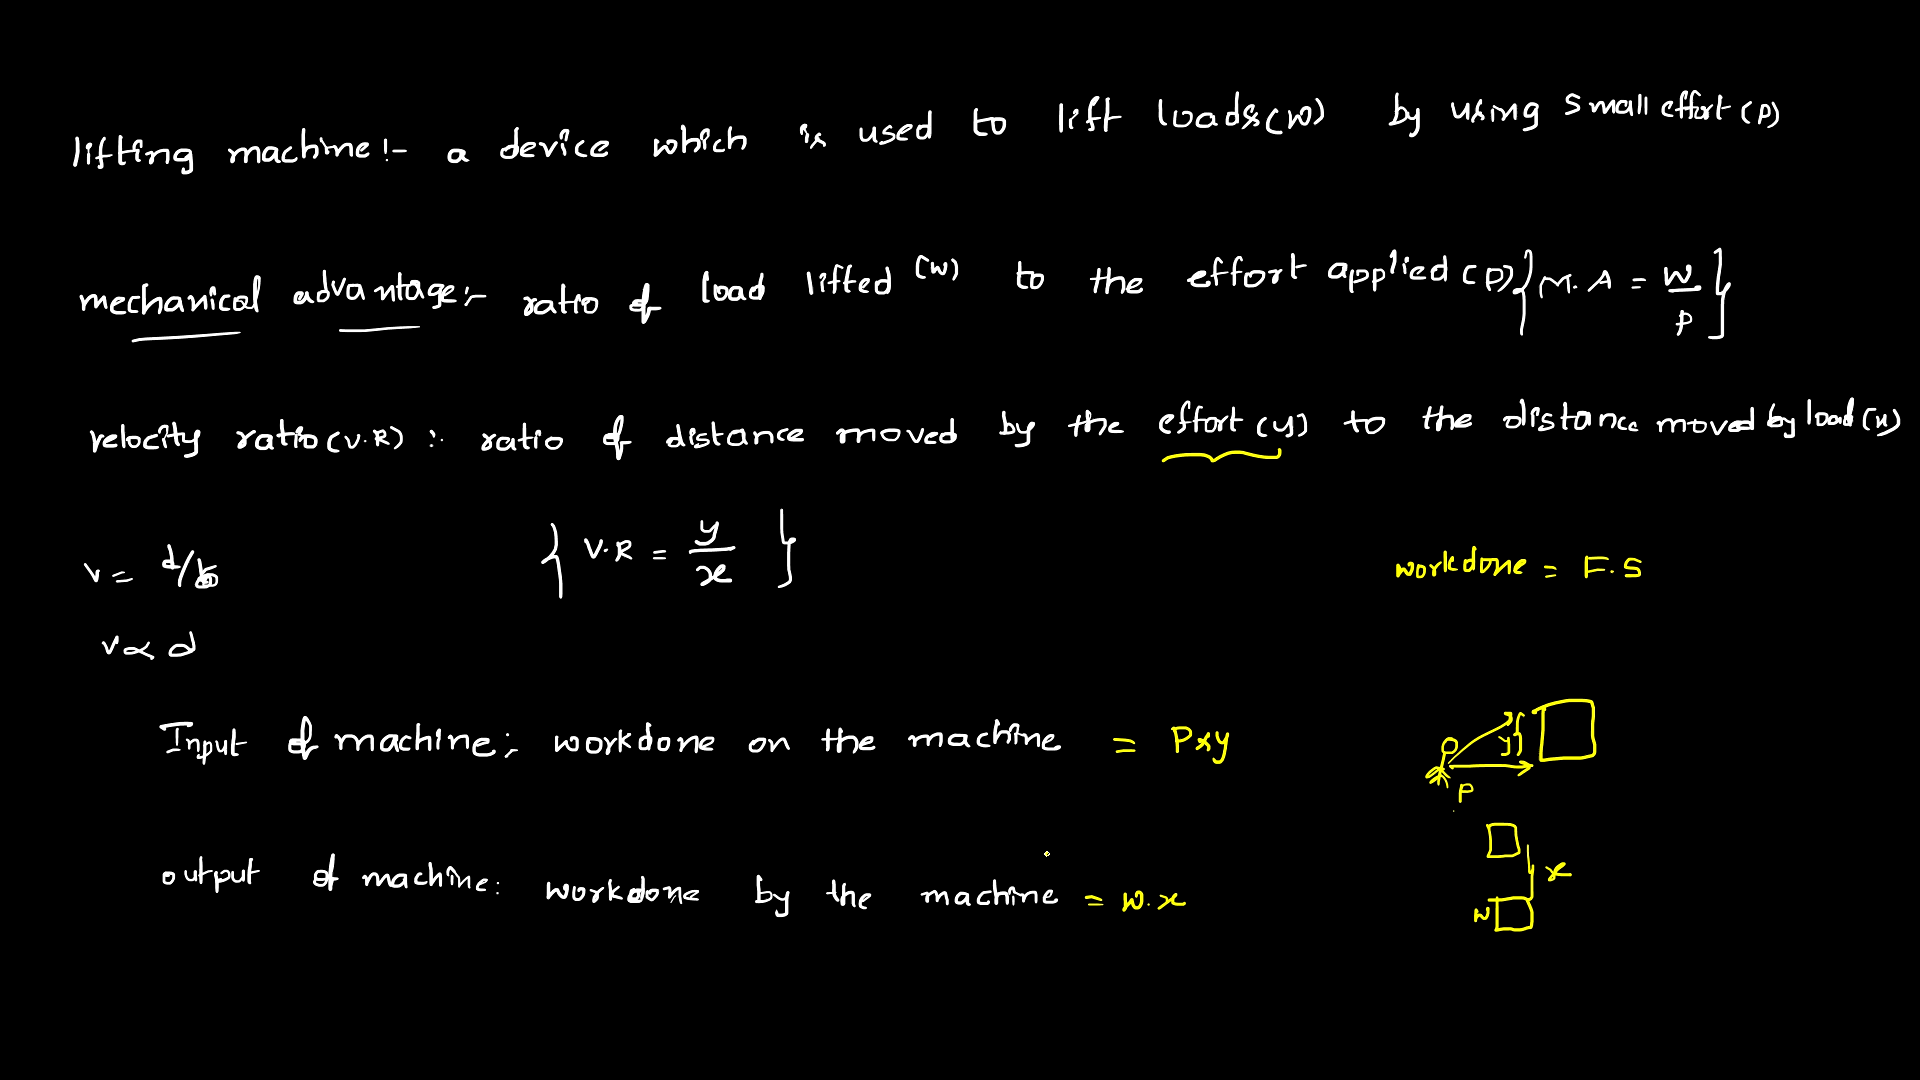 lifting machine:- a device which is used to lift loads(W) by using small effort(P)
mechanical advantage:- ratio of load lifted (W) to the effort applied (P) { M.A = W/P }
velocity ratio(V.R) :- ratio of distance moved by the effort(y) to the distance moved by load(x)
v = d/t
{ V.R = y/x }
workdone = F.S
v ∝ d
Input of machine:- workdone on the machine = P×y
y
P
output of machine: workdone by the machine = W.x
x
W